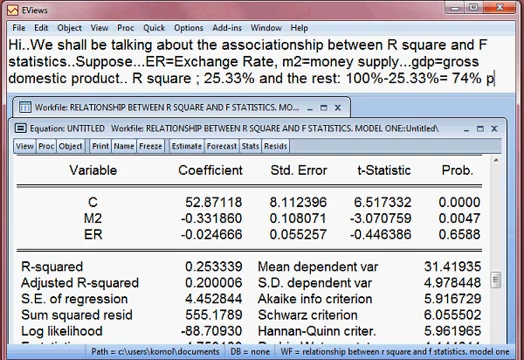 EViews
File Edit Object View Proc Quick Options Add-ins Window Help
Hi..We shall be talking about the associationship between R square and F
statistics..Suppose...ER=Exchange Rate, m2=money supply...gdp=gross
domestic product.. R square ; 25.33% and the rest: 100%-25.33%= 74% p
Workfile: RELATIONSHIP BETWEEN R SQUARE AND F STATISTICS. MO...
Equation: UNTITLED Workfile: RELATIONSHIP BETWEEN R SQUARE AND F STATISTICS. MODEL ONE::Untitled\
View Proc Object Print Name Freeze Estimate Forecast Stats Resids
Variable Coefficient Std. Error t-Statistic Prob.
C 52.87118 8.112396 6.517332 0.0000
M2 -0.331860 0.108071 -3.070759 0.0047
ER -0.024666 0.055257 -0.446386 0.6588
R-squared 0.253339 Mean dependent var 31.41935
Adjusted R-squared 0.200006 S.D. dependent var 4.978448
S.E. of regression 4.452844 Akaike info criterion 5.916729
Sum squared resid 555.1789 Schwarz criterion 6.055502
Log likelihood -88.70930 Hannan-Quinn criter. 5.961965
Path = c:\users\komol\documents DB = none WF = relationship between r square and f statistics. model one